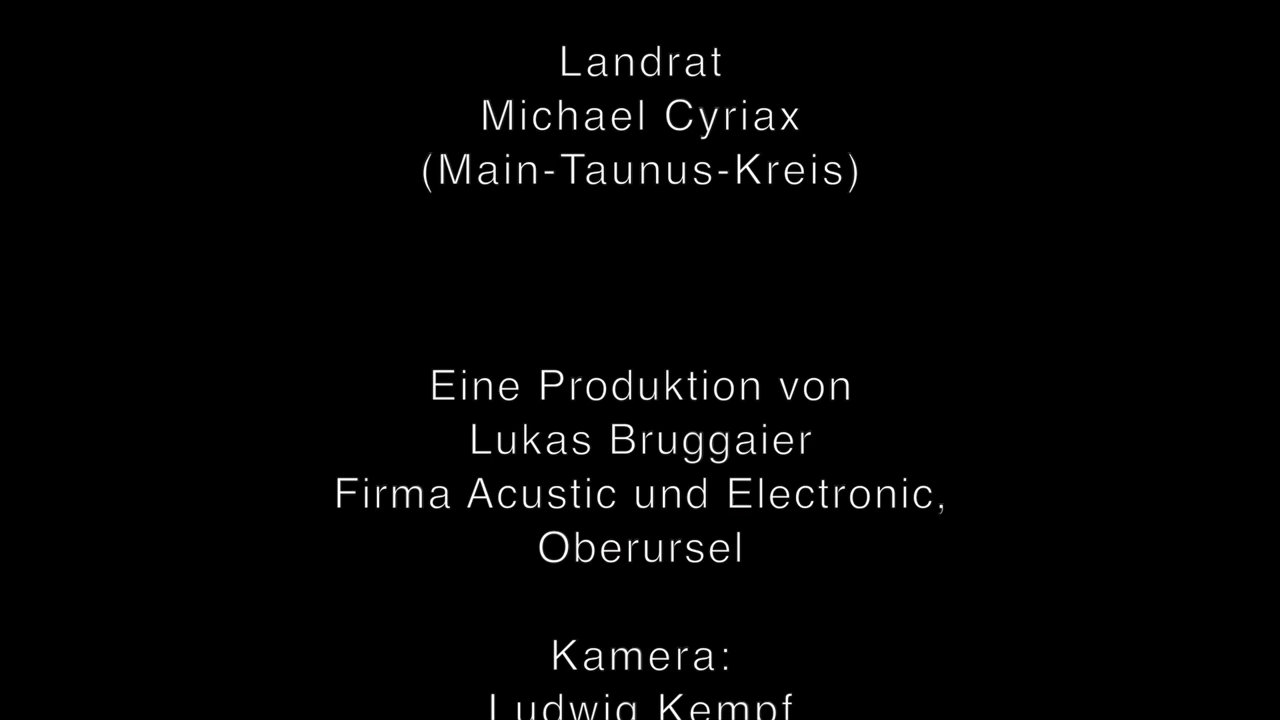 Landrat
Michael Cyriax
(Main-Taunus-Kreis)
Eine Produktion von
Lukas Bruggaier
Firma Acustic und Electronic,
Oberursel
Kamera:
Ludwig Kempf